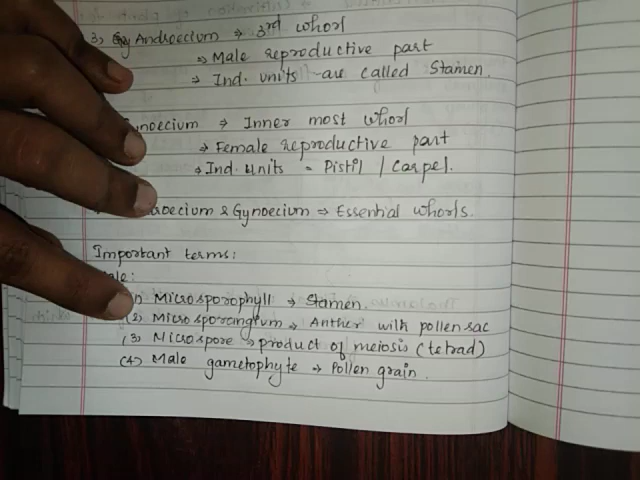 3) Androecium → 3rd whorl
→ Male reproductive part
→ Ind. units are called Stamen.
ynoecium → Inner most whorl
→ Female reproductive part
→ Ind. Units = Pistil / Carpel.
& Gynoecium ⇒ Essential whorls.
Important terms:
ale:
Microsporophyll → Stamen.
(2) Microsporangium → Anther with pollen sac
(3) Microspore → product of meiosis (tetrad)
(4) Male gametophyte → Pollen grain.